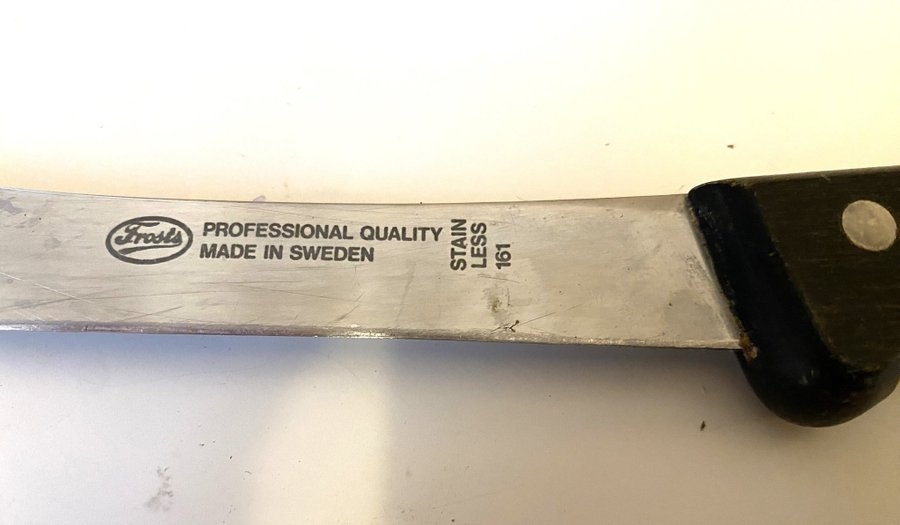 Frosts
PROFESSIONAL QUALITY
MADE IN SWEDEN
STAIN
LESS
161